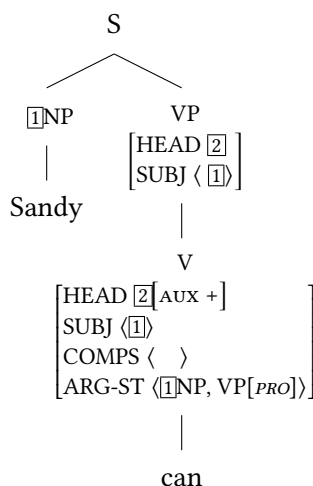 S
1NP VP
[HEAD 2
SUBJ ⟨ 1⟩]
Sandy
V
[HEAD 2[AUX +]
SUBJ ⟨1⟩
COMPS ⟨ ⟩
ARG-ST ⟨1NP, VP[PRO]⟩]
can